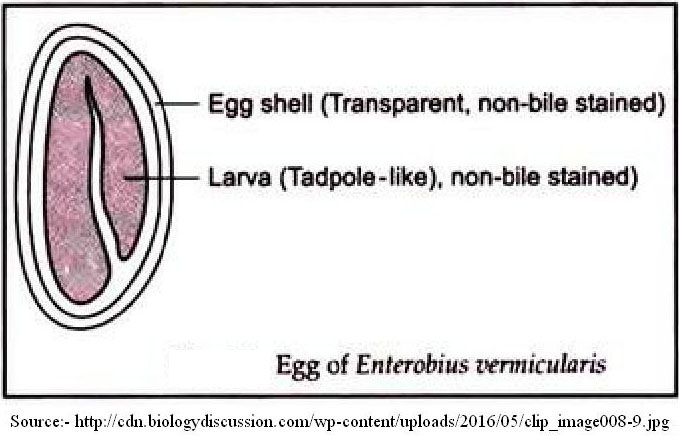 Egg shell (Transparent, non-bile stained)
Larva (Tadpole-like), non-bile stained)
Egg of Enterobius vermicularis
Source:- http://cdn.biologydiscussion.com/wp-content/uploads/2016/05/clip_image008-9.jpg